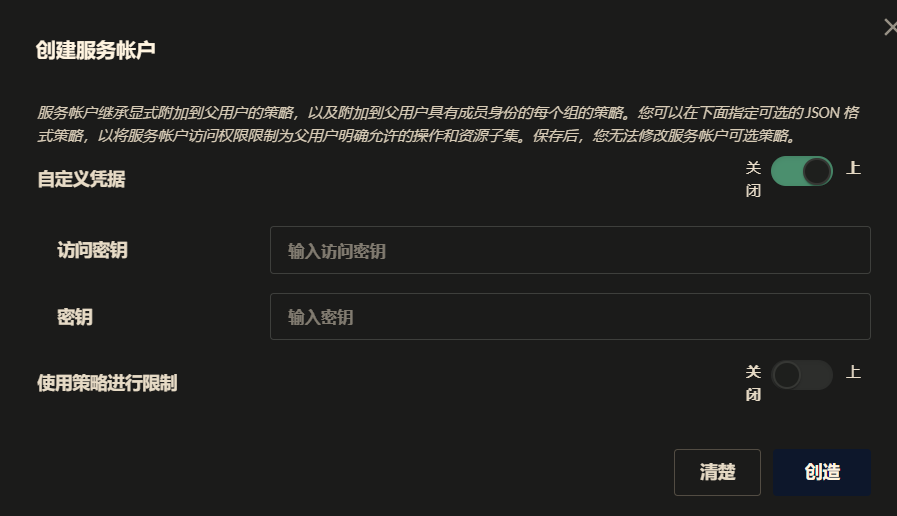 创建服务帐户
服务帐户继承显式附加到父用户的策略，以及附加到父用户具有成员身份的每个组的策略。您可以在下面指定可选的 JSON 格
式策略，以将服务帐户访问权限限制为父用户明确允许的操作和资源子集。保存后，您无法修改服务帐户可选策略。
自定义凭据
关
闭
上
访问密钥
输入访问密钥
密钥
输入密钥
使用策略进行限制
关
闭
上
清楚
创造